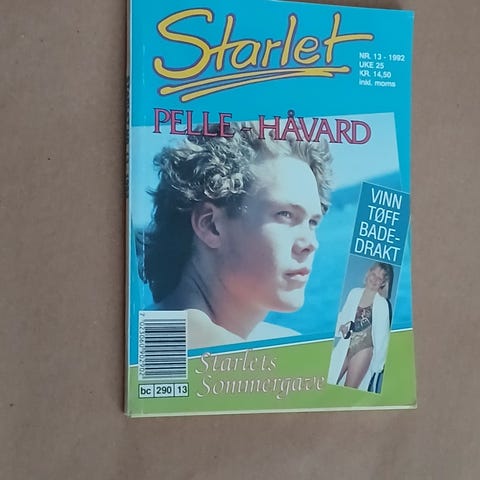 Starlet
NR. 13 - 1992
UKE 25
KR. 14,50
inkl. moms
PELLE - HÅVARD
VINN
TØFF
BADE-
DRAKT
Starlets
Sommergave
bc 290 13